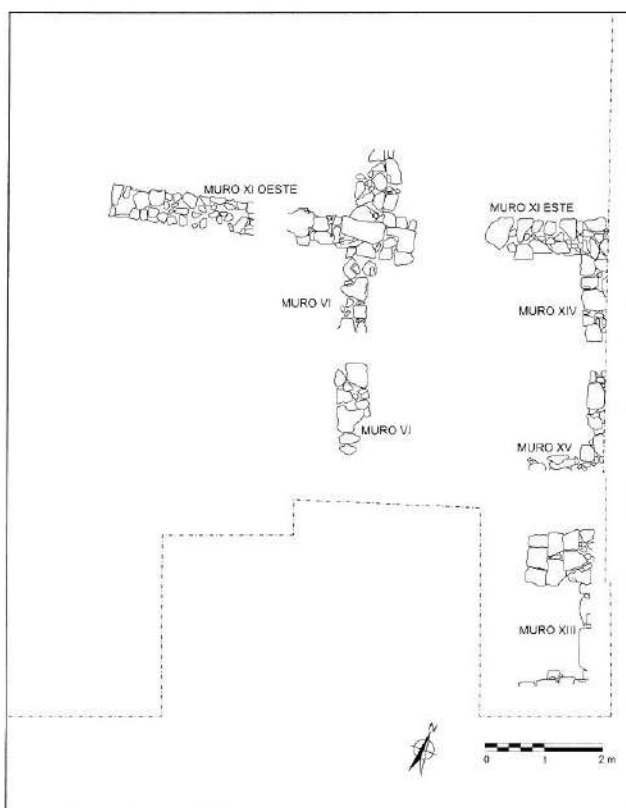 MURO XI OESTE
MURO XI ESTE
MURO VI
MURO XIV
MURO VI
MURO XV
MURO XIII
N
0 1 2 m